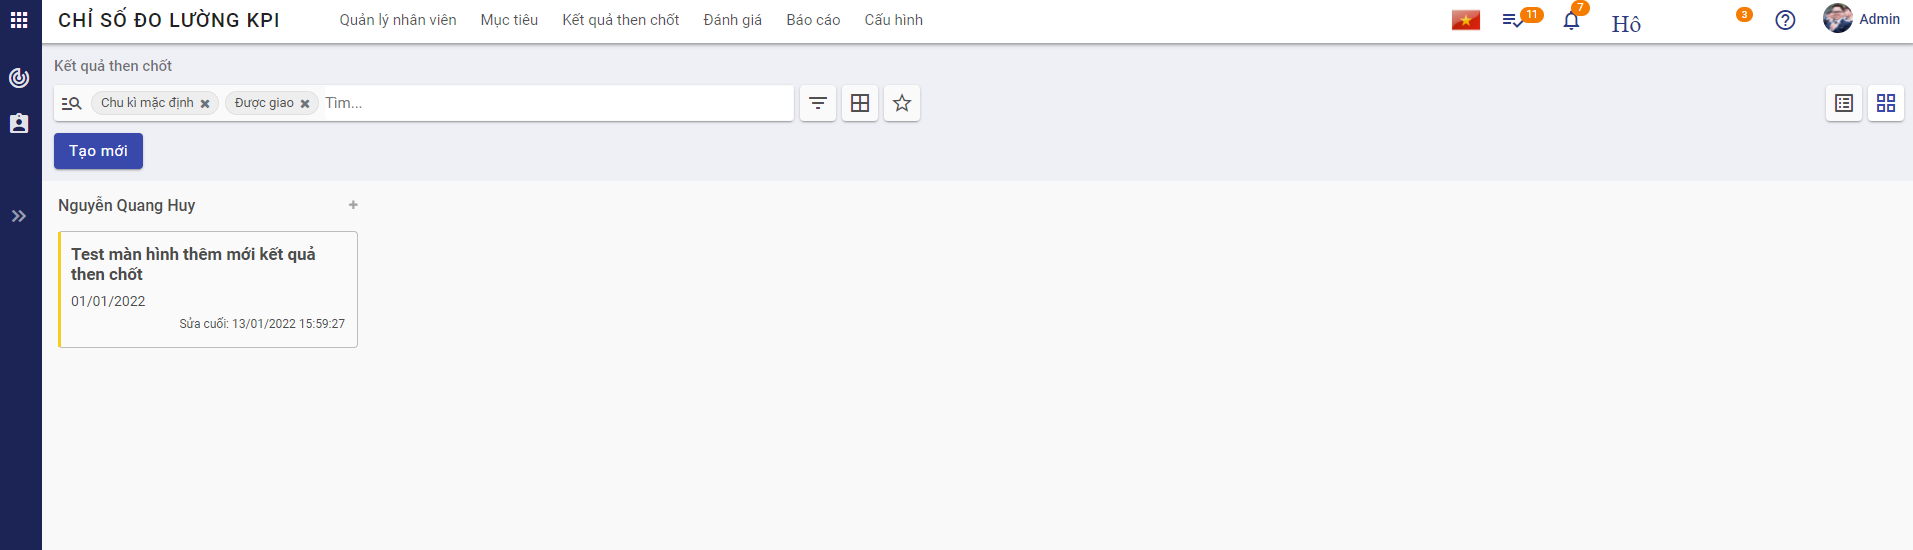 CHỈ SỐ ĐO LƯỜNG KPI Quản lý nhân viên Mục tiêu Kết quả then chốt Đánh giá Báo cáo Cấu hình 11 7 Hô 3 Admin
Kết quả then chốt
Chu kì mặc định Được giao Tìm...
Tạo mới
Nguyễn Quang Huy
Test màn hình thêm mới kết quả
then chốt
01/01/2022
Sửa cuối: 13/01/2022 15:59:27